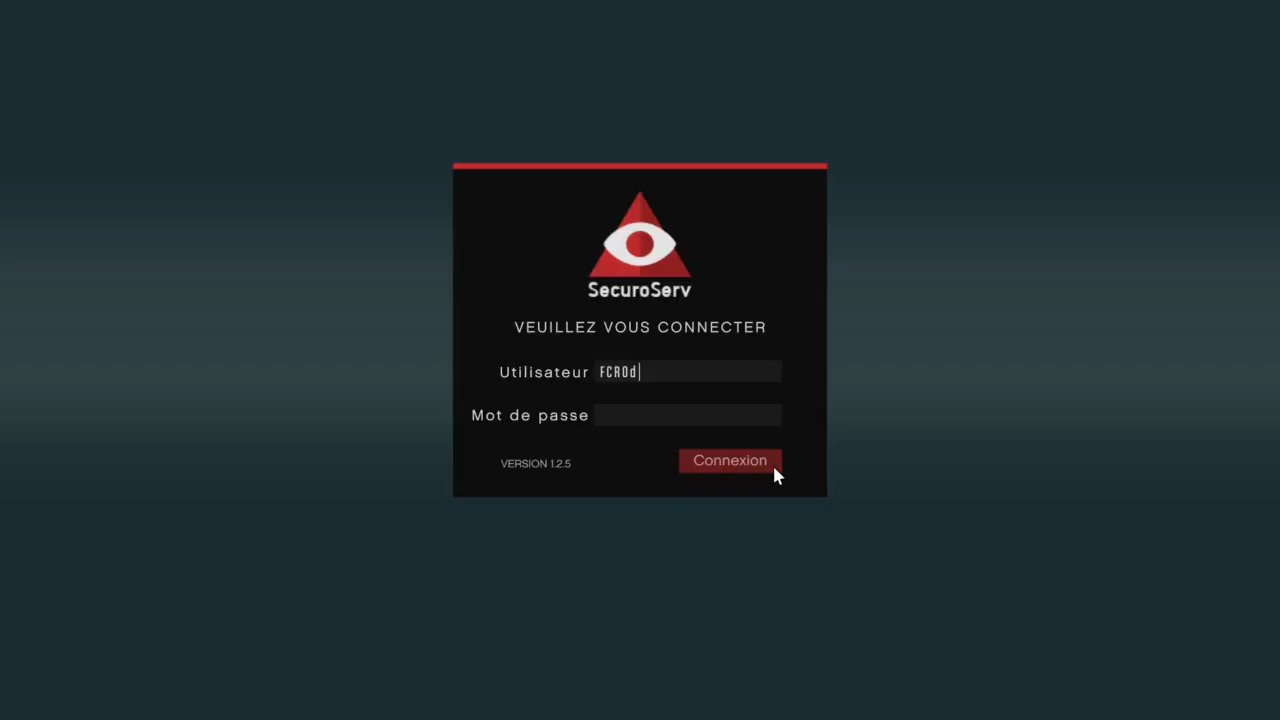 SecuroServ
VEUILLEZ VOUS CONNECTER
Utilisateur FCR0d
Mot de passe
VERSION 1.2.5 Connexion